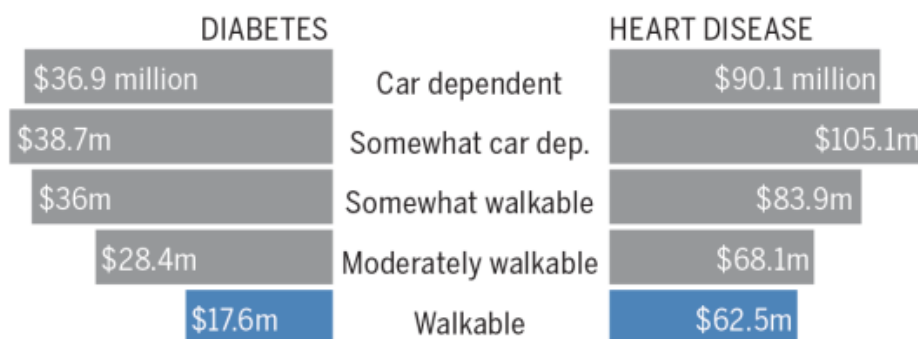 DIABETES HEART DISEASE
$36.9 million Car dependent $90.1 million
$38.7m Somewhat car dep. $105.1m
$36m Somewhat walkable $83.9m
$28.4m Moderately walkable $68.1m
$17.6m Walkable $62.5m